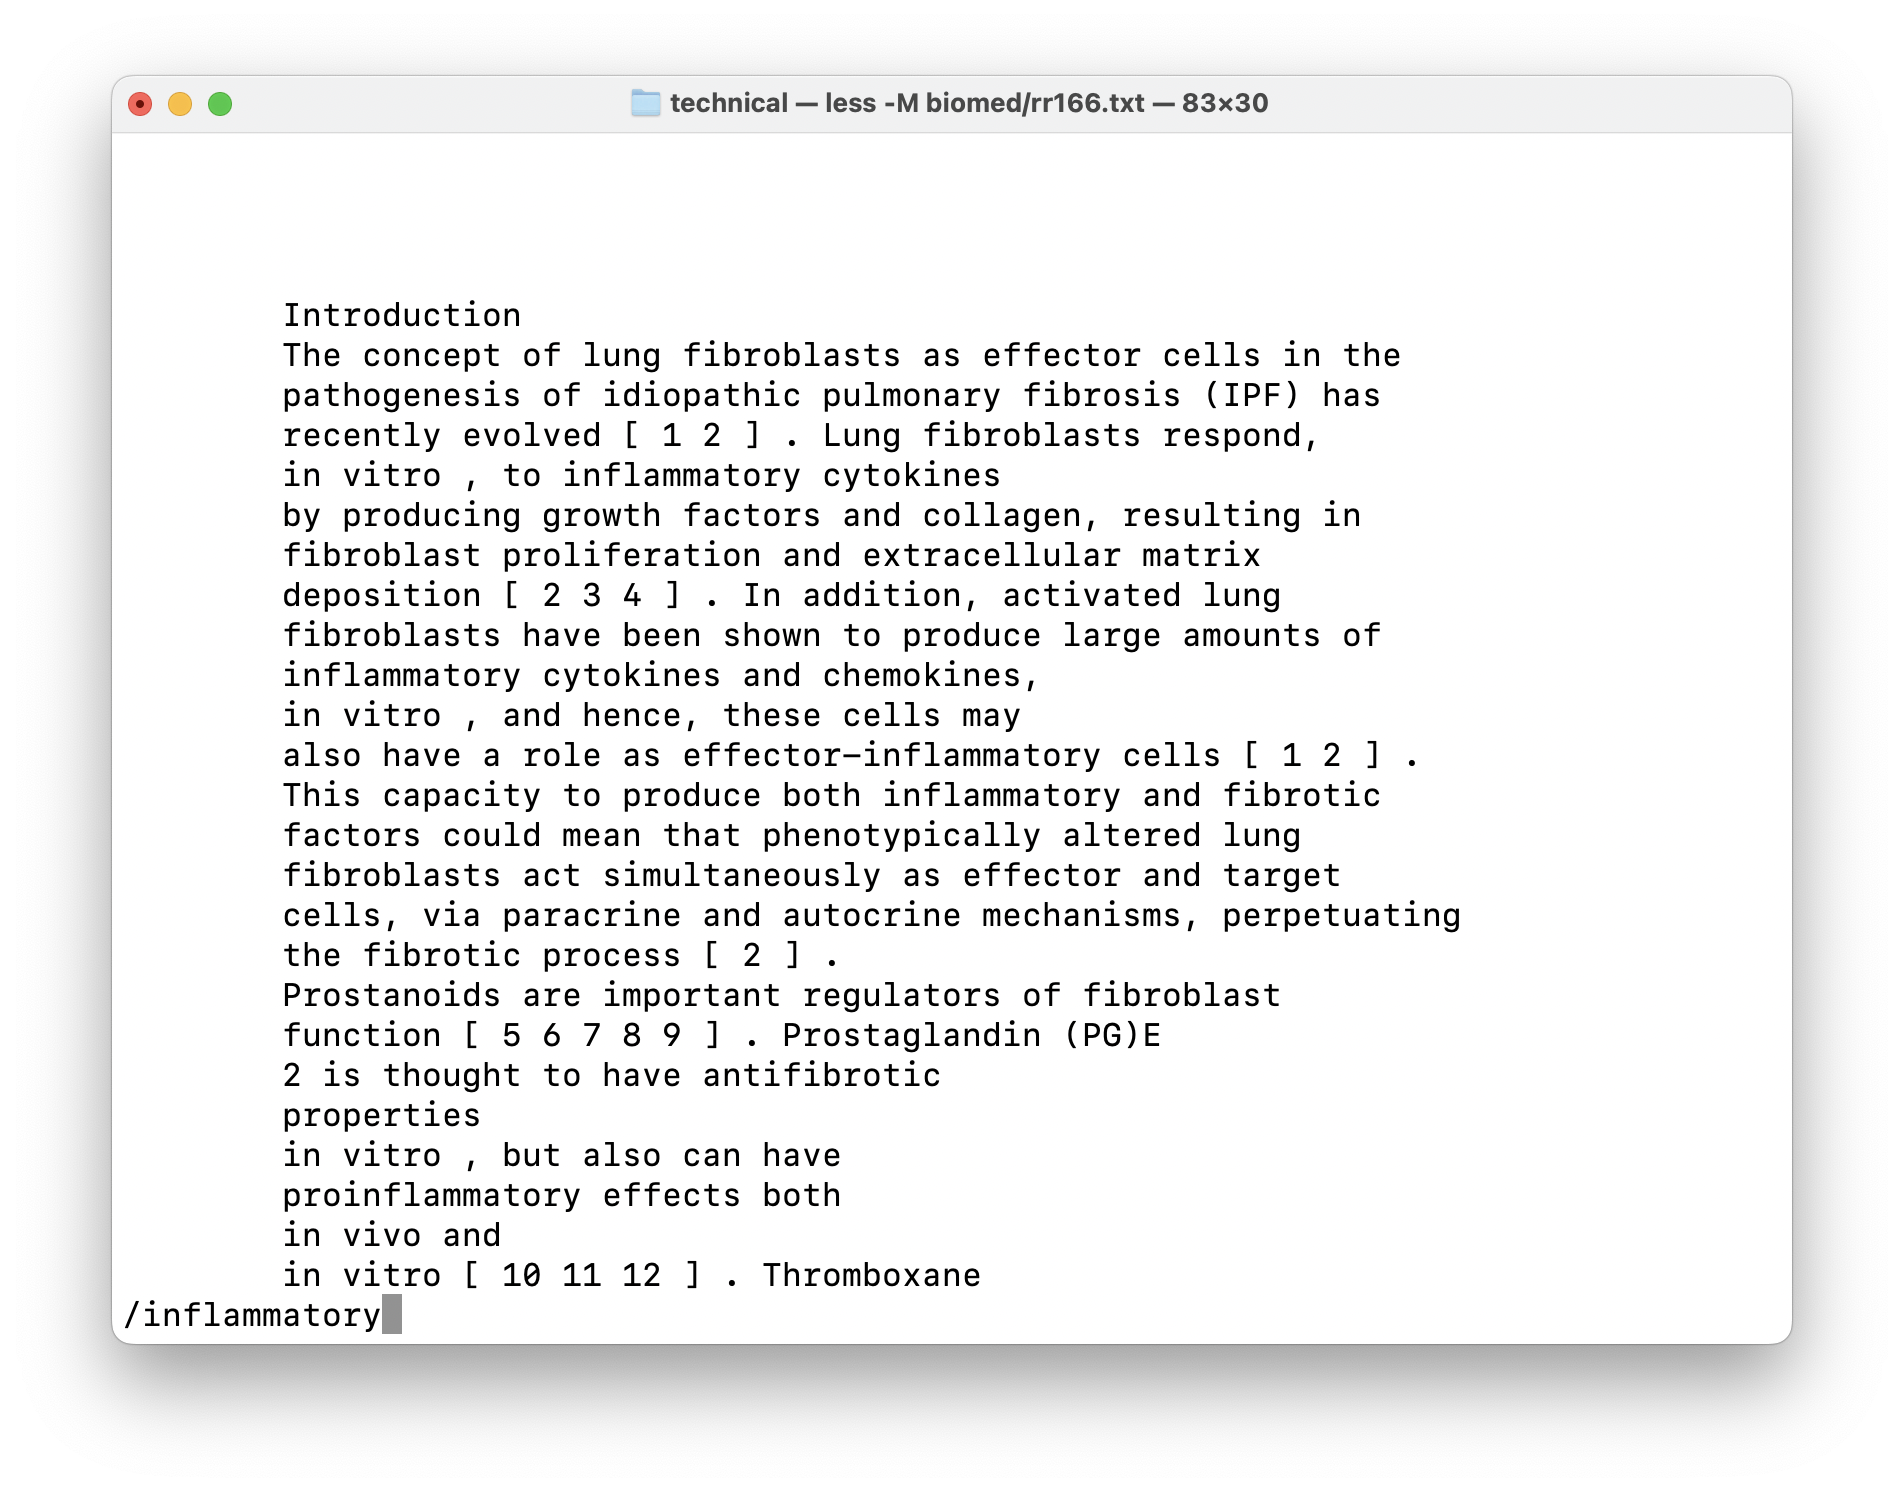 technical — less -M biomed/rr166.txt — 83×30
Introduction
The concept of lung fibroblasts as effector cells in the
pathogenesis of idiopathic pulmonary fibrosis (IPF) has
recently evolved [ 1 2 ] . Lung fibroblasts respond,
in vitro , to inflammatory cytokines
by producing growth factors and collagen, resulting in
fibroblast proliferation and extracellular matrix
deposition [ 2 3 4 ] . In addition, activated lung
fibroblasts have been shown to produce large amounts of
inflammatory cytokines and chemokines,
in vitro , and hence, these cells may
also have a role as effector-inflammatory cells [ 1 2 ] .
This capacity to produce both inflammatory and fibrotic
factors could mean that phenotypically altered lung
fibroblasts act simultaneously as effector and target
cells, via paracrine and autocrine mechanisms, perpetuating
the fibrotic process [ 2 ] .
Prostanoids are important regulators of fibroblast
function [ 5 6 7 8 9 ] . Prostaglandin (PG)E
2 is thought to have antifibrotic
properties
in vitro , but also can have
proinflammatory effects both
in vivo and
in vitro [ 10 11 12 ] . Thromboxane
/inflammatory